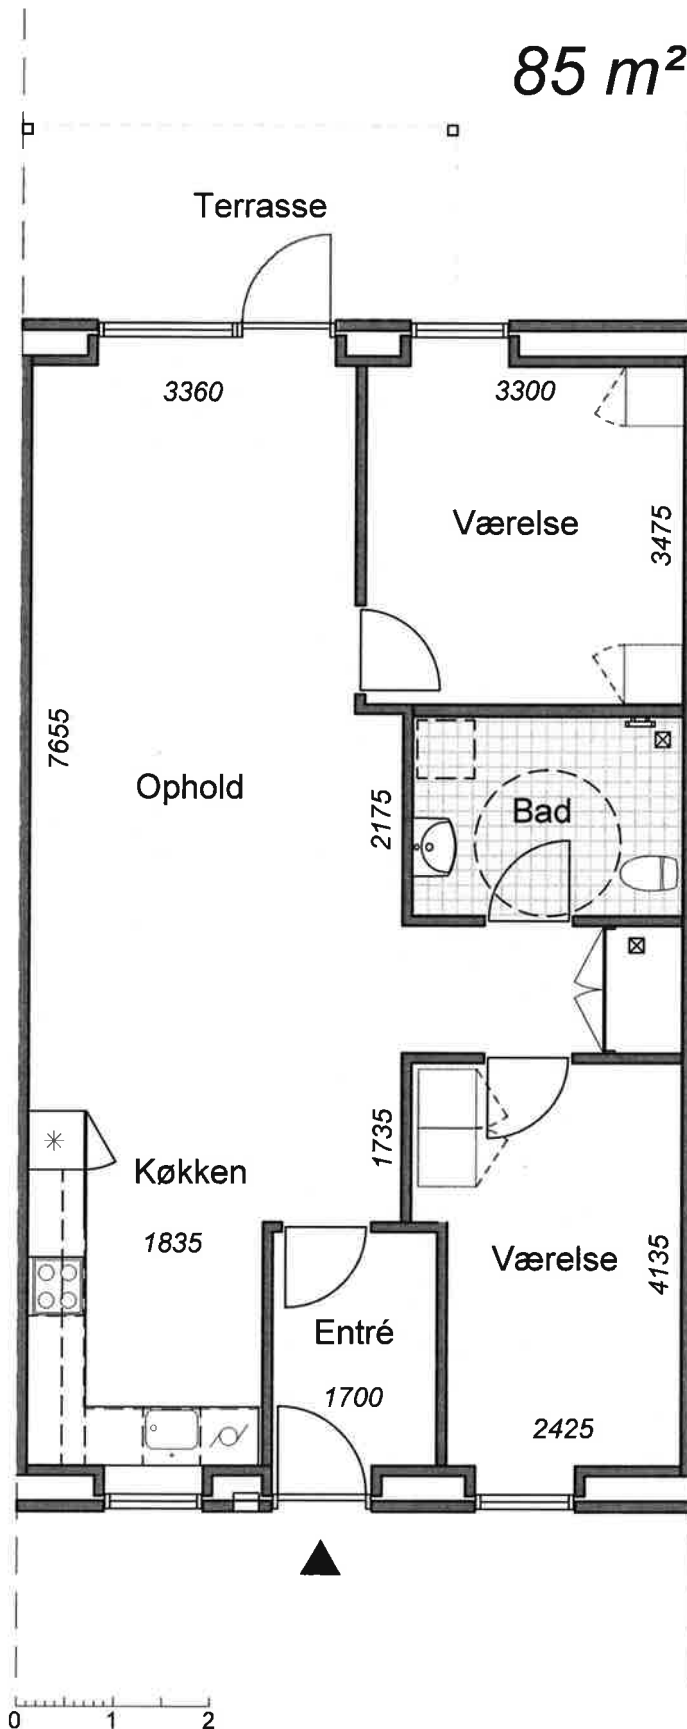 85 m²
Terrasse
3360
3300
Værelse
3475
7655
Ophold
2175
Bad
Køkken
1735
1835
Værelse
4135
Entré
1700
2425
0 1 2